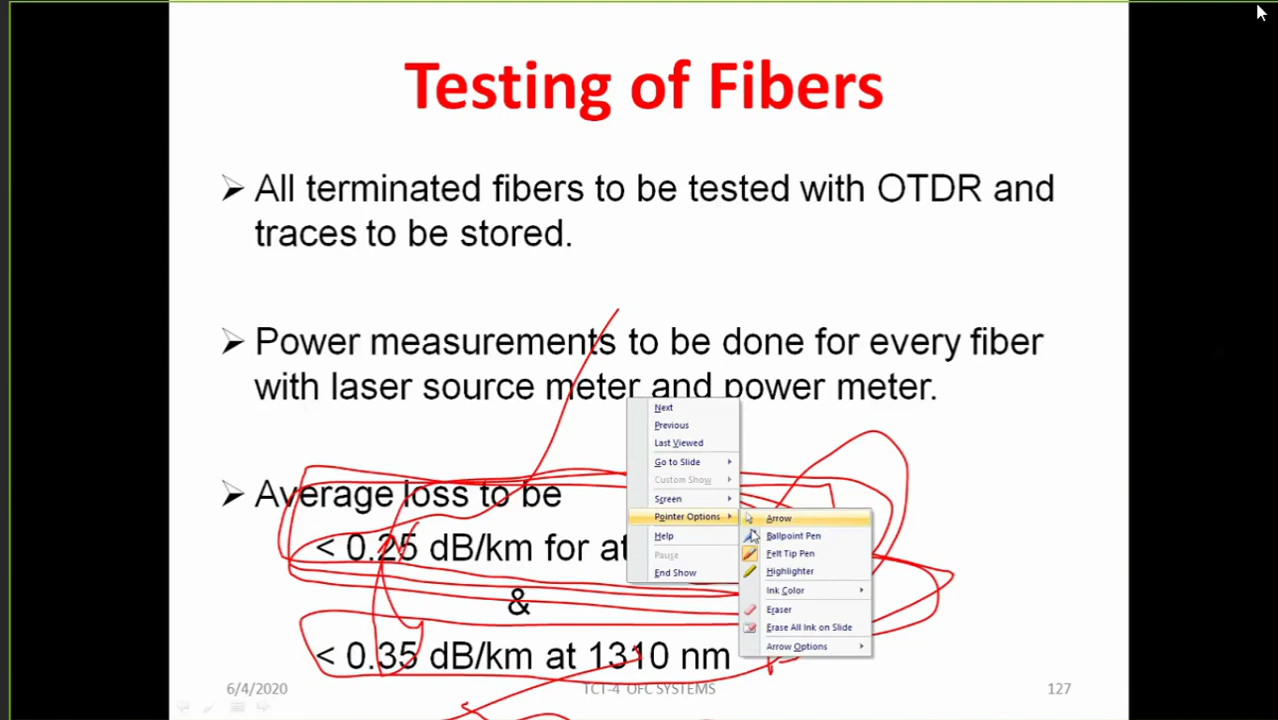 Testing of Fibers
➢ All terminated fibers to be tested with OTDR and
traces to be stored.
➢ Power measurements to be done for every fiber
with laser source meter and power meter.
➢ Average loss to be
< 0.25 dB/km for at
&
< 0.35 dB/km at 1310 nm
6/4/2020
TCT-4 OFC SYSTEMS
127
Next
Previous
Last Viewed
Go to Slide
Custom Show
Screen
Pointer Options
Help
Pause
End Show
Arrow
Ballpoint Pen
Felt Tip Pen
Highlighter
Ink Color
Eraser
Erase All Ink on Slide
Arrow Options